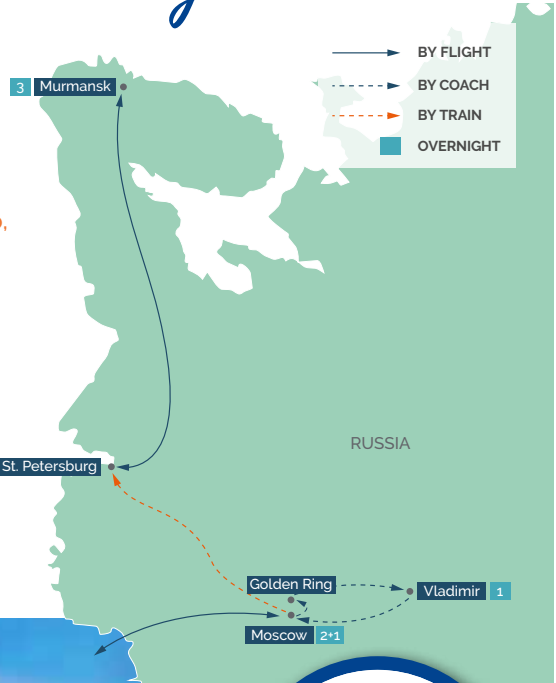 BY FLIGHT
BY COACH
BY TRAIN
OVERNIGHT
3 Murmansk
RUSSIA
St. Petersburg
Golden Ring
Vladimir 1
Moscow 2+1